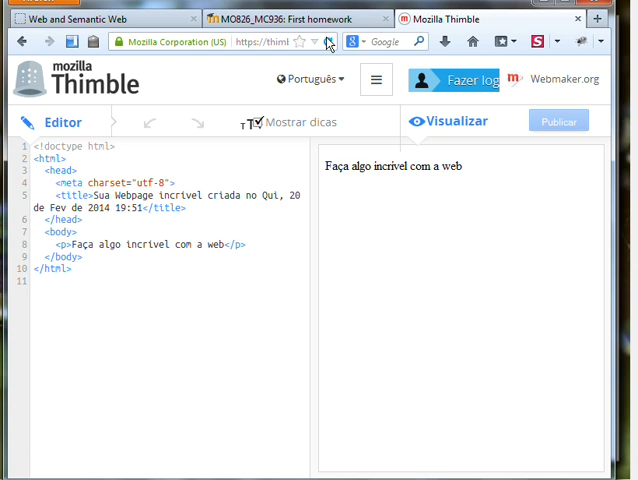 Web and Semantic Web
MO826_MC936: First homework
Mozilla Thimble
Mozilla Corporation (US)
https://thiml
Google
mozilla
Thimble
Português
Fazer log
Webmaker.org
Editor
Mostrar dicas
Visualizar
Publicar
1 <!doctype html>
2 <html>
3 <head>
4 <meta charset="utf-8">
5 <title>Sua Webpage incrível criada no Qui, 20
de Fev de 2014 19:51</title>
6 </head>
7 <body>
8 <p>Faça algo incrível com a web</p>
9 </body>
10 </html>
11
Faça algo incrível com a web